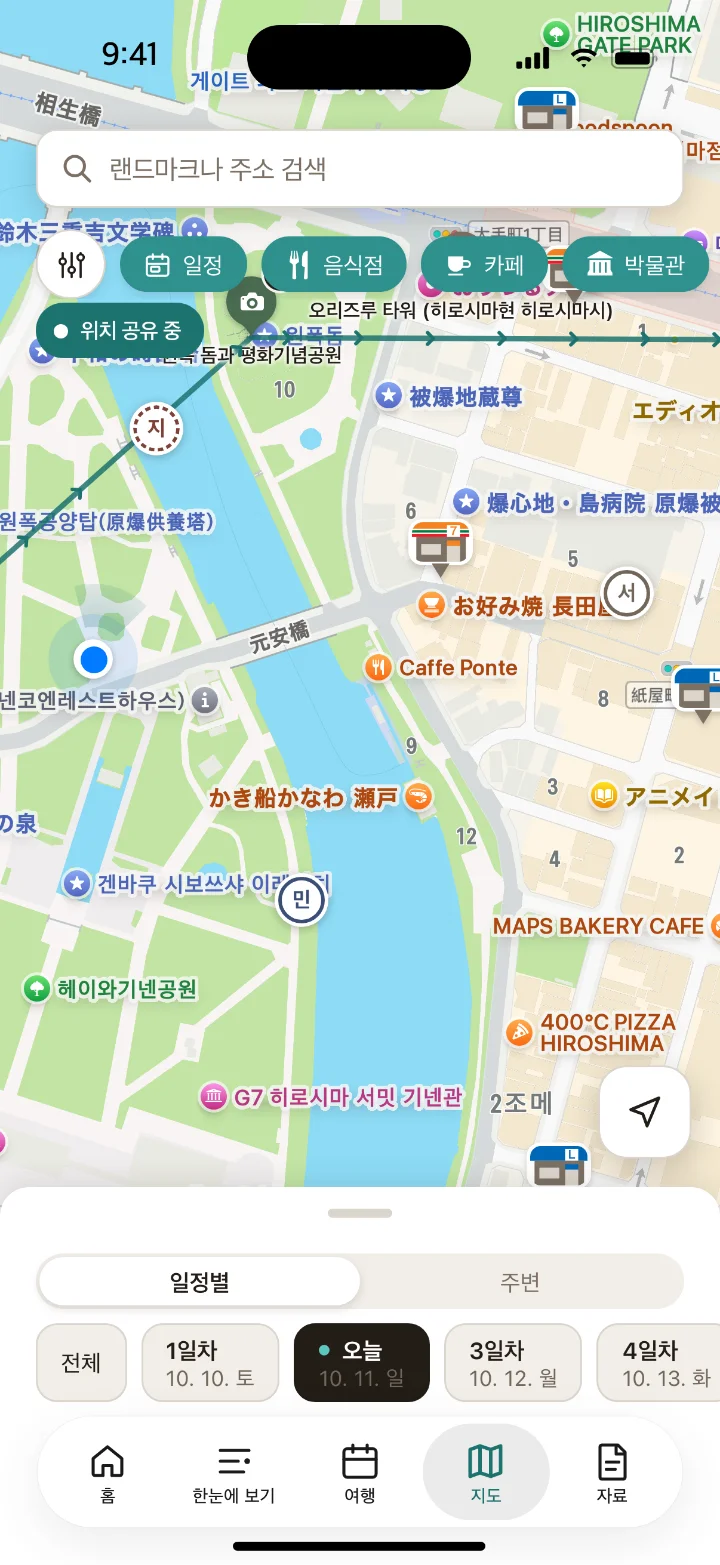 9:41
HIROSHIMA
GATE PARK
게이트
相生橋
랜드마크나 주소 검색
마점
鈴木三重吉文学碑
大手町1丁目
일정
음식점
카페
박물관
오리즈루 타워 (히로시마현 히로시마시)
위치 공유 중
원폭돔
원폭 돔과 평화기념공원
1
10
被爆地蔵尊
エディオ
지
원폭공양탑(原爆供養塔)
6
爆心地・島病院 原爆被
7
5
お好み焼 長田屋
서
元安橋
Caffe Ponte
넨코엔레스트하우스)
8
紙屋町
L
9
かき船かなわ 瀬戸
3
アニメイ
の泉
12
4
2
겐바쿠 시보쓰샤 이레
민
MAPS BAKERY CAFE
헤이와기넨공원
400°C PIZZA
HIROSHIMA
G7 히로시마 서밋 기넨관
2조메
L
일정별
주변
전체
1일차
10. 10. 토
오늘
10. 11. 일
3일차
10. 12. 월
4일차
10. 13. 화
홈
한눈에 보기
여행
지도
자료